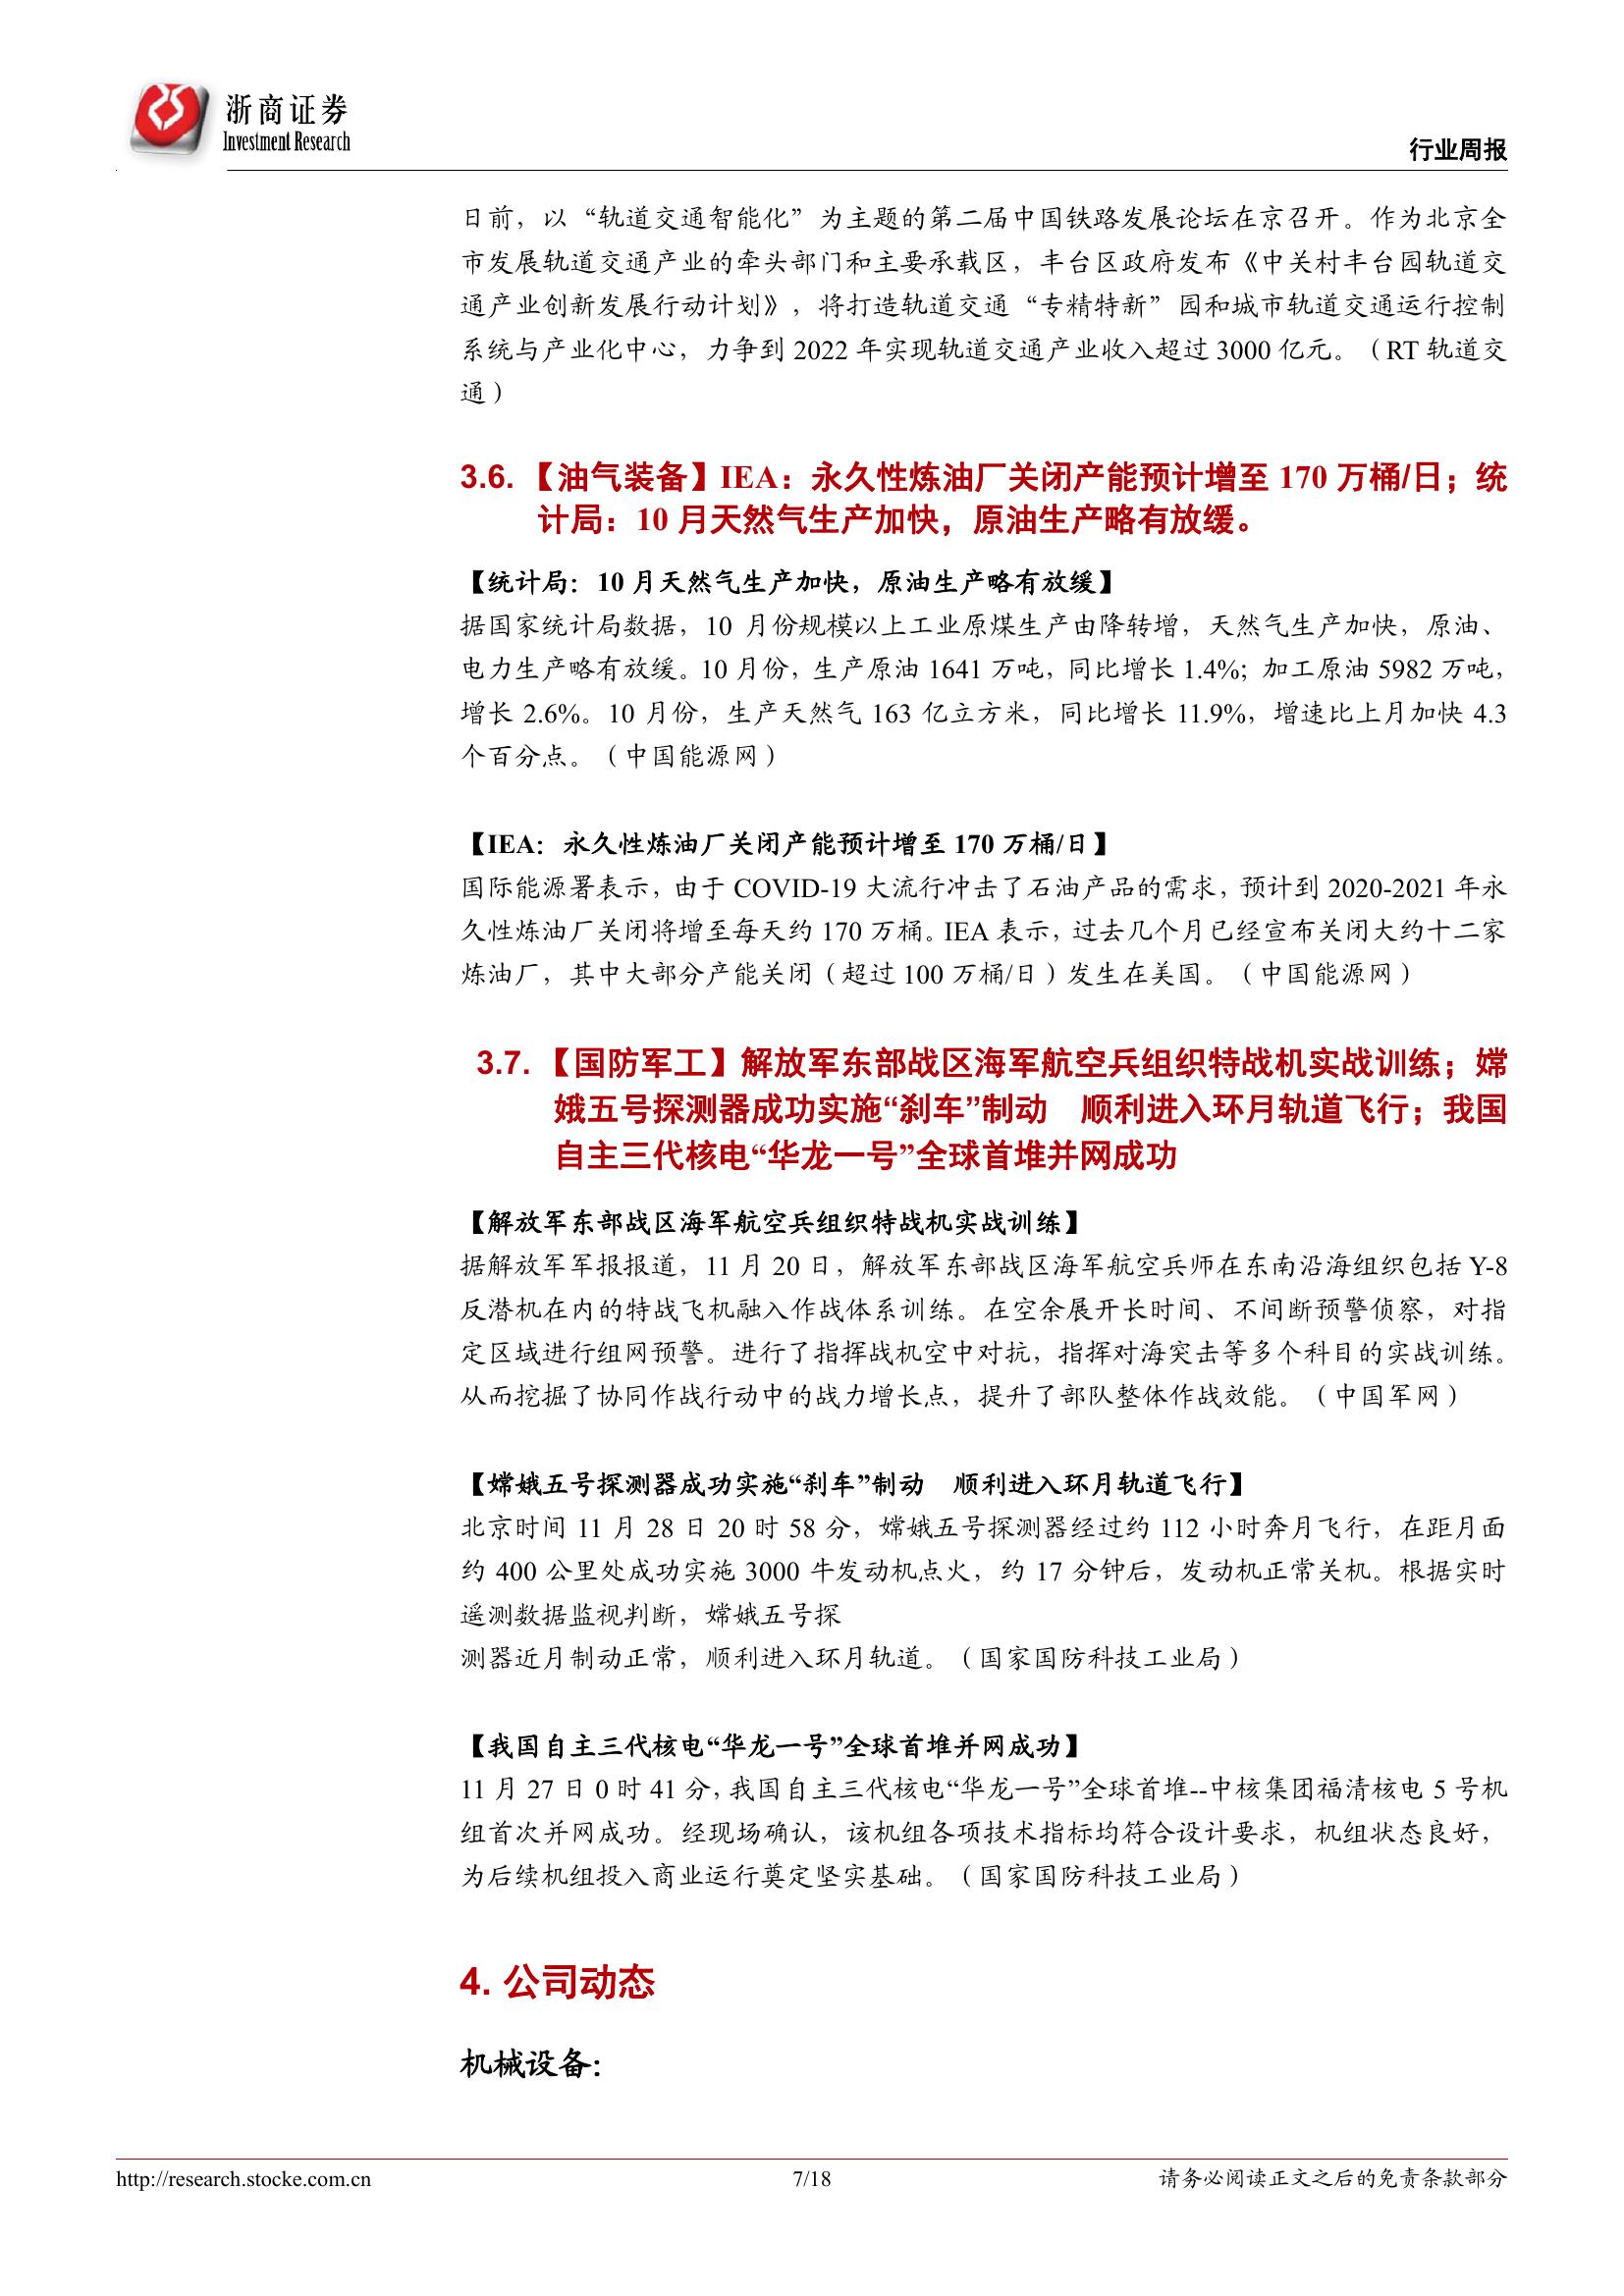 浙商证券
Investment Research
行业周报
日前，以“轨道交通智能化”为主题的第二届中国铁路发展论坛在京召开。作为北京全
市发展轨道交通产业的牵头部门和主要承载区，丰台区政府发布《中关村丰台园轨道交
通产业创新发展行动计划》，将打造轨道交通“专精特新”园和城市轨道交通运行控制
系统与产业化中心，力争到 2022 年实现轨道交通产业收入超过 3000 亿元。（RT 轨道交
通）
3.6. 【油气装备】IEA：永久性炼油厂关闭产能预计增至 170 万桶/日；统
计局：10 月天然气生产加快，原油生产略有放缓。
【统计局：10 月天然气生产加快，原油生产略有放缓】
据国家统计局数据，10 月份规模以上工业原煤生产由降转增，天然气生产加快，原油、
电力生产略有放缓。10 月份，生产原油 1641 万吨，同比增长 1.4%；加工原油 5982 万吨，
增长 2.6%。10 月份，生产天然气 163 亿立方米，同比增长 11.9%，增速比上月加快 4.3
个百分点。（中国能源网）
【IEA：永久性炼油厂关闭产能预计增至 170 万桶/日】
国际能源署表示，由于 COVID-19 大流行冲击了石油产品的需求，预计到 2020-2021 年永
久性炼油厂关闭将增至每天约 170 万桶。IEA 表示，过去几个月已经宣布关闭大约十二家
炼油厂，其中大部分产能关闭（超过 100 万桶/日）发生在美国。（中国能源网）
3.7. 【国防军工】解放军东部战区海军航空兵组织特战机实战训练；嫦
娥五号探测器成功实施“刹车”制动　顺利进入环月轨道飞行；我国
自主三代核电“华龙一号”全球首堆并网成功
【解放军东部战区海军航空兵组织特战机实战训练】
据解放军军报报道，11 月 20 日，解放军东部战区海军航空兵师在东南沿海组织包括 Y-8
反潜机在内的特战飞机融入作战体系训练。在空余展开长时间、不间断预警侦察，对指
定区域进行组网预警。进行了指挥战机空中对抗，指挥对海突击等多个科目的实战训练。
从而挖掘了协同作战行动中的战力增长点，提升了部队整体作战效能。（中国军网）
【嫦娥五号探测器成功实施“刹车”制动　顺利进入环月轨道飞行】
北京时间 11 月 28 日 20 时 58 分，嫦娥五号探测器经过约 112 小时奔月飞行，在距月面
约 400 公里处成功实施 3000 牛发动机点火，约 17 分钟后，发动机正常关机。根据实时
遥测数据监视判断，嫦娥五号探
测器近月制动正常，顺利进入环月轨道。（国家国防科技工业局）
【我国自主三代核电“华龙一号”全球首堆并网成功】
11 月 27 日 0 时 41 分，我国自主三代核电“华龙一号”全球首堆--中核集团福清核电 5 号机
组首次并网成功。经现场确认，该机组各项技术指标均符合设计要求，机组状态良好，
为后续机组投入商业运行奠定坚实基础。（国家国防科技工业局）
4. 公司动态
机械设备：
http://research.stocke.com.cn
7/18
请务必阅读正文之后的免责条款部分